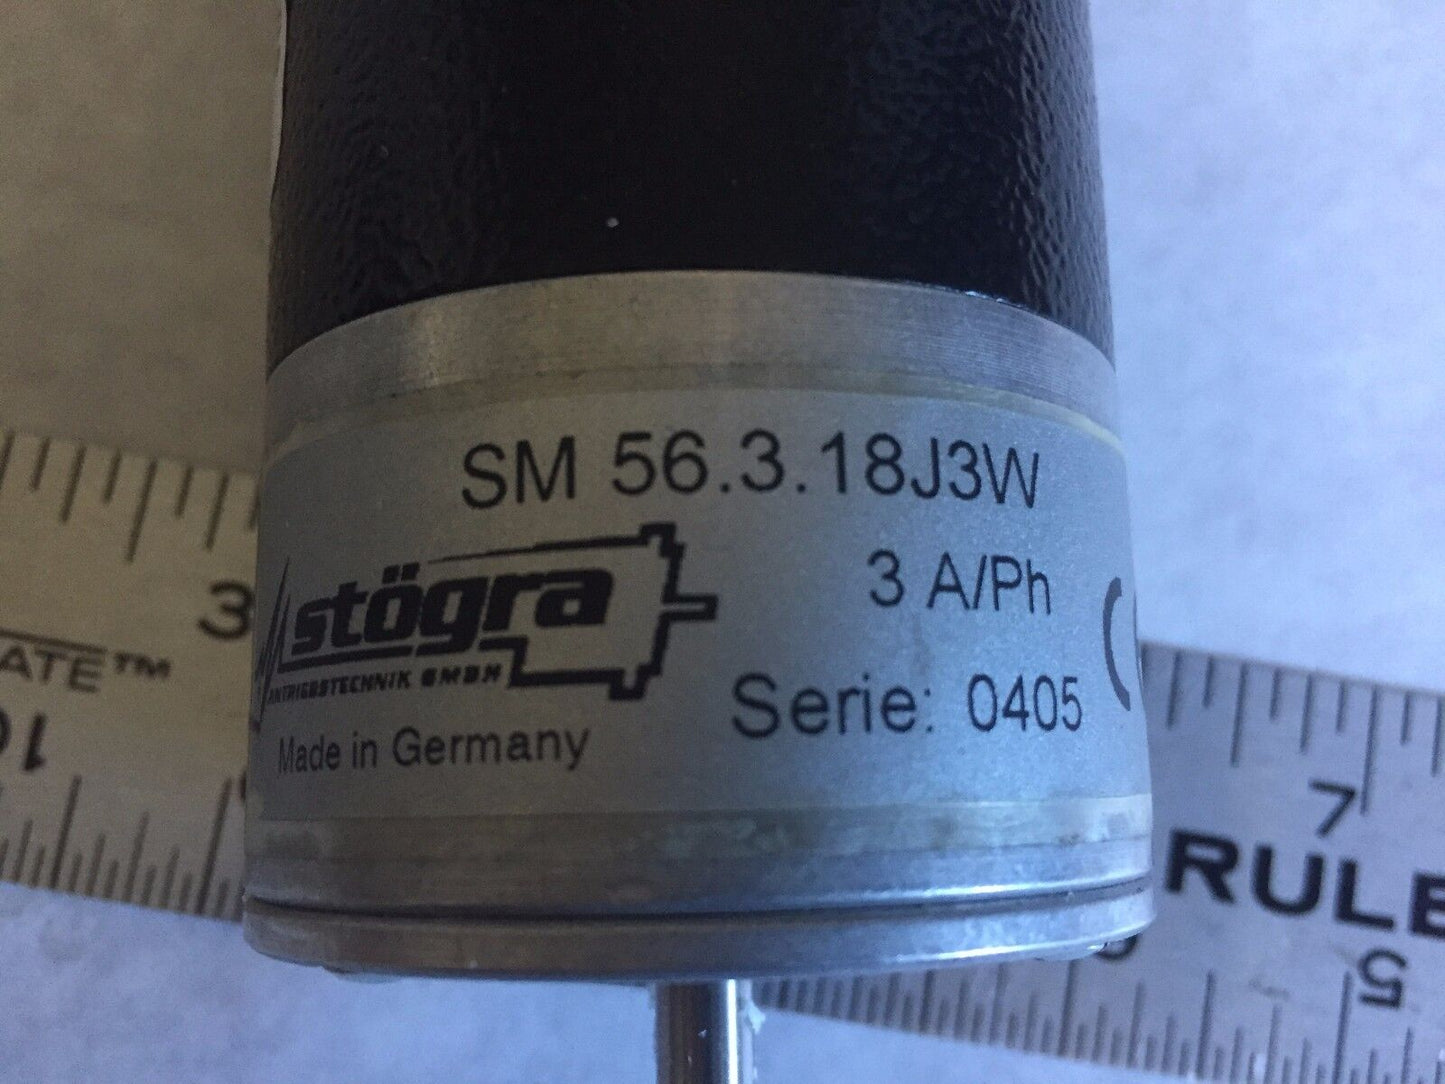 SM 56.3.18J3W
stögra
ANTRIEBSTECHNIK GMBH
3 A/Ph
Serie: 0405
Made in Germany
C
3
ATE™
10
7
RULE
5